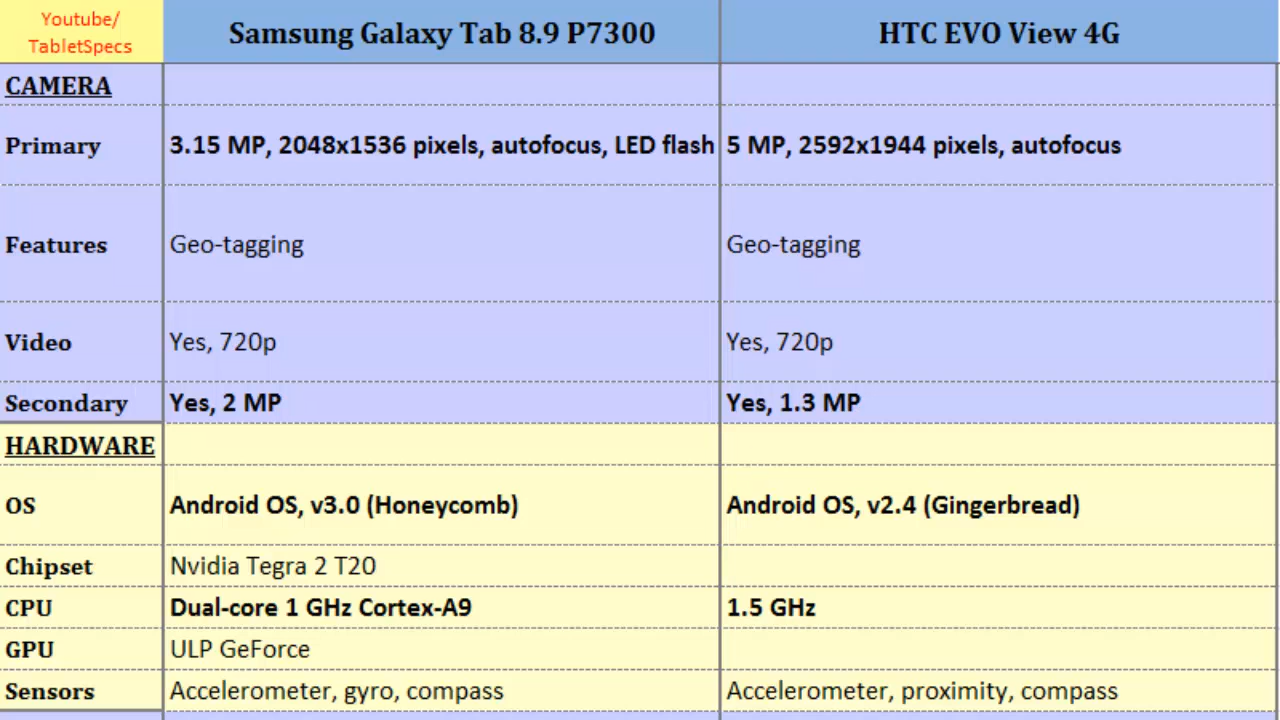 Youtube/
TabletSpecs
Samsung Galaxy Tab 8.9 P7300 HTC EVO View 4G
CAMERA
Primary 3.15 MP, 2048x1536 pixels, autofocus, LED flash 5 MP, 2592x1944 pixels, autofocus
Features Geo-tagging Geo-tagging
Video Yes, 720p Yes, 720p
Secondary Yes, 2 MP Yes, 1.3 MP
HARDWARE
OS Android OS, v3.0 (Honeycomb) Android OS, v2.4 (Gingerbread)
Chipset Nvidia Tegra 2 T20
CPU Dual-core 1 GHz Cortex-A9 1.5 GHz
GPU ULP GeForce
Sensors Accelerometer, gyro, compass Accelerometer, proximity, compass